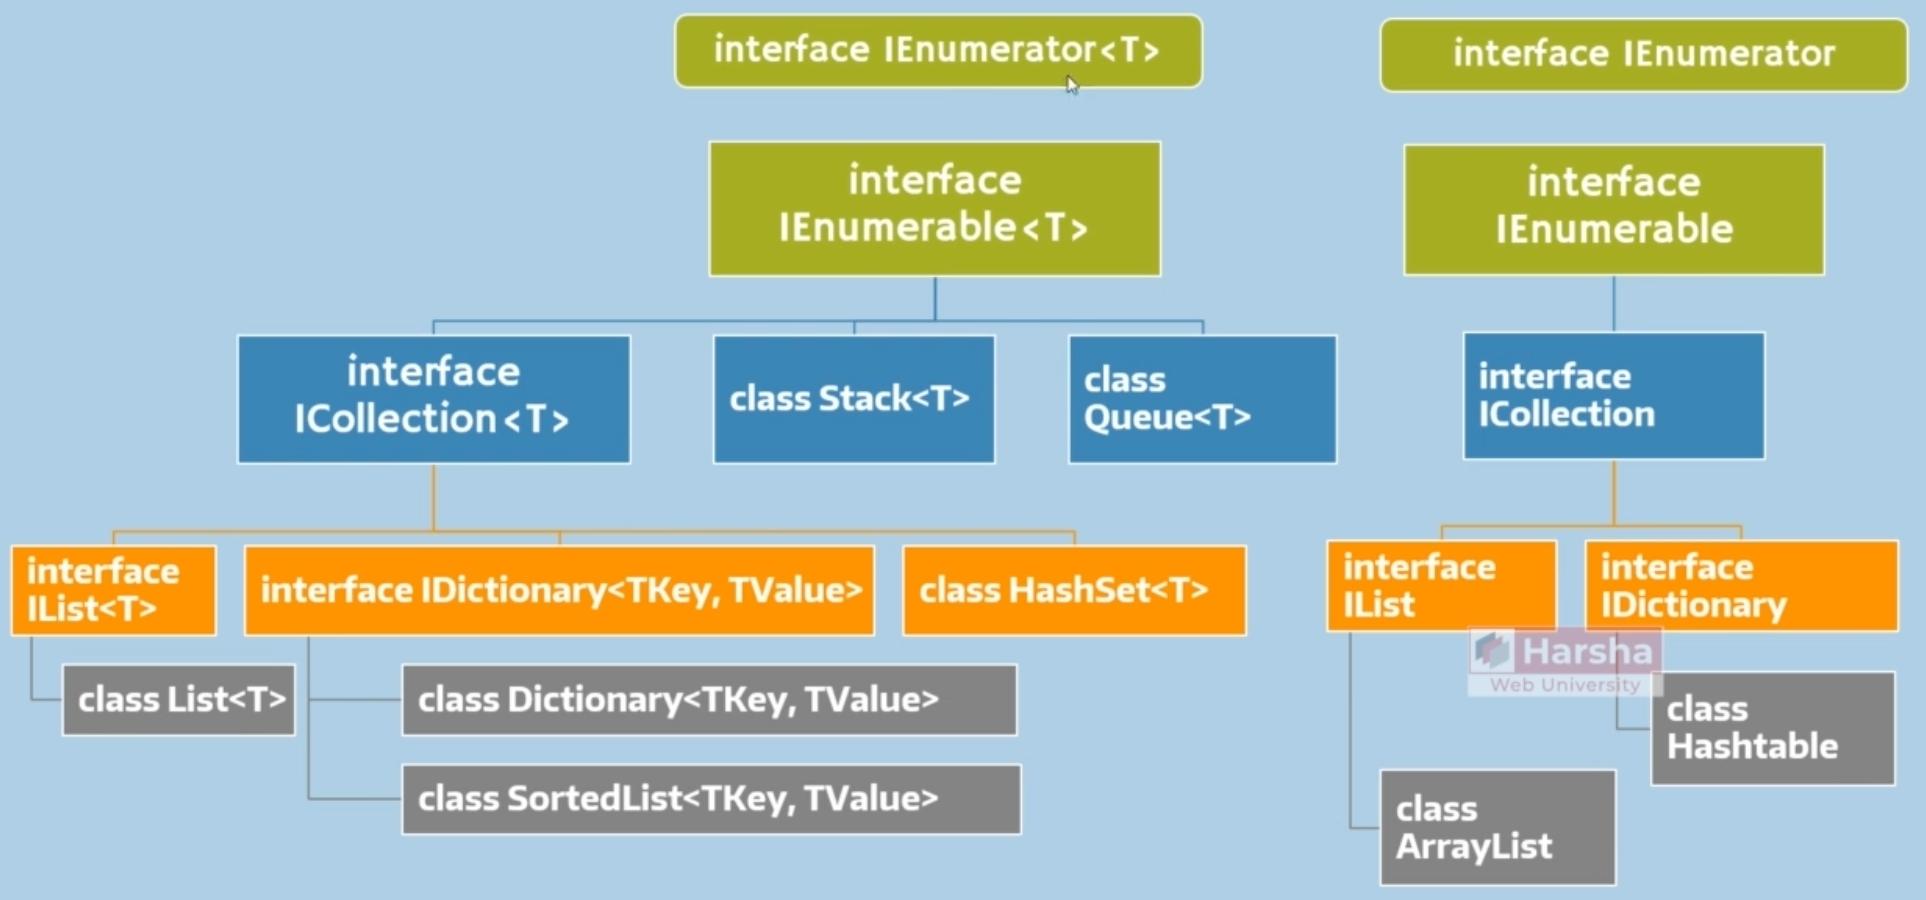 interface IEnumerator<T>
interface IEnumerator
interface
IEnumerable<T>
interface
IEnumerable
interface
ICollection<T>
class Stack<T>
class
Queue<T>
interface
ICollection
interface
IList<T>
interface IDictionary<TKey, TValue>
class HashSet<T>
interface
IList
interface
IDictionary
Harsha
Web University
class List<T>
class Dictionary<TKey, TValue>
class SortedList<TKey, TValue>
class
Hashtable
class
ArrayList